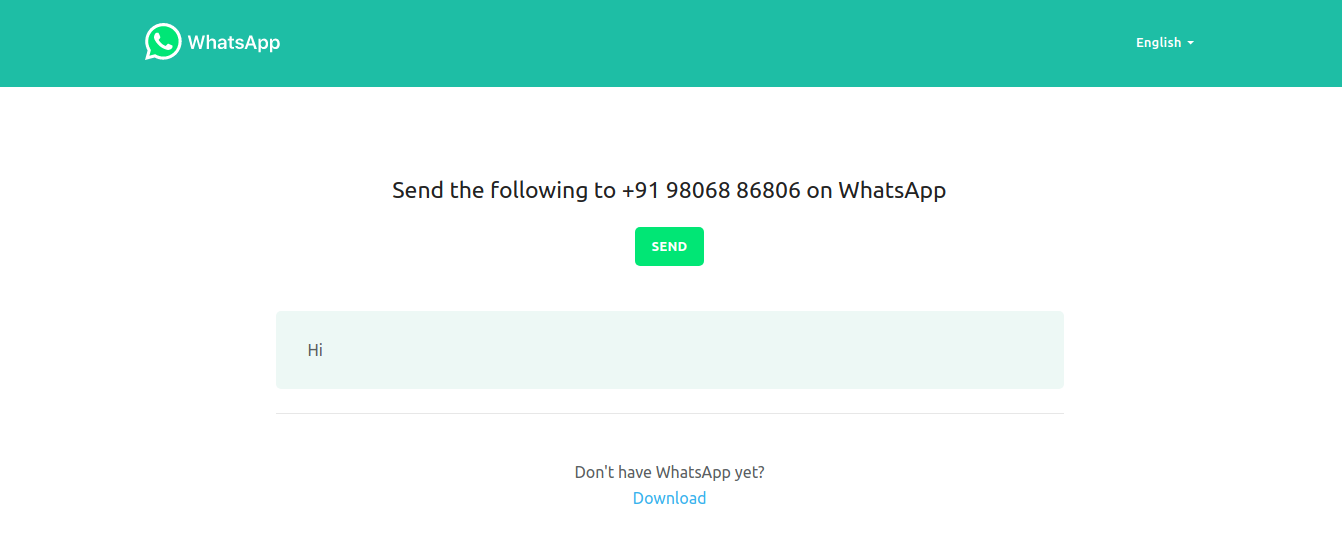 WhatsApp
English
Send the following to +91 98068 86806 on WhatsApp
SEND
Hi
Don't have WhatsApp yet?
Download